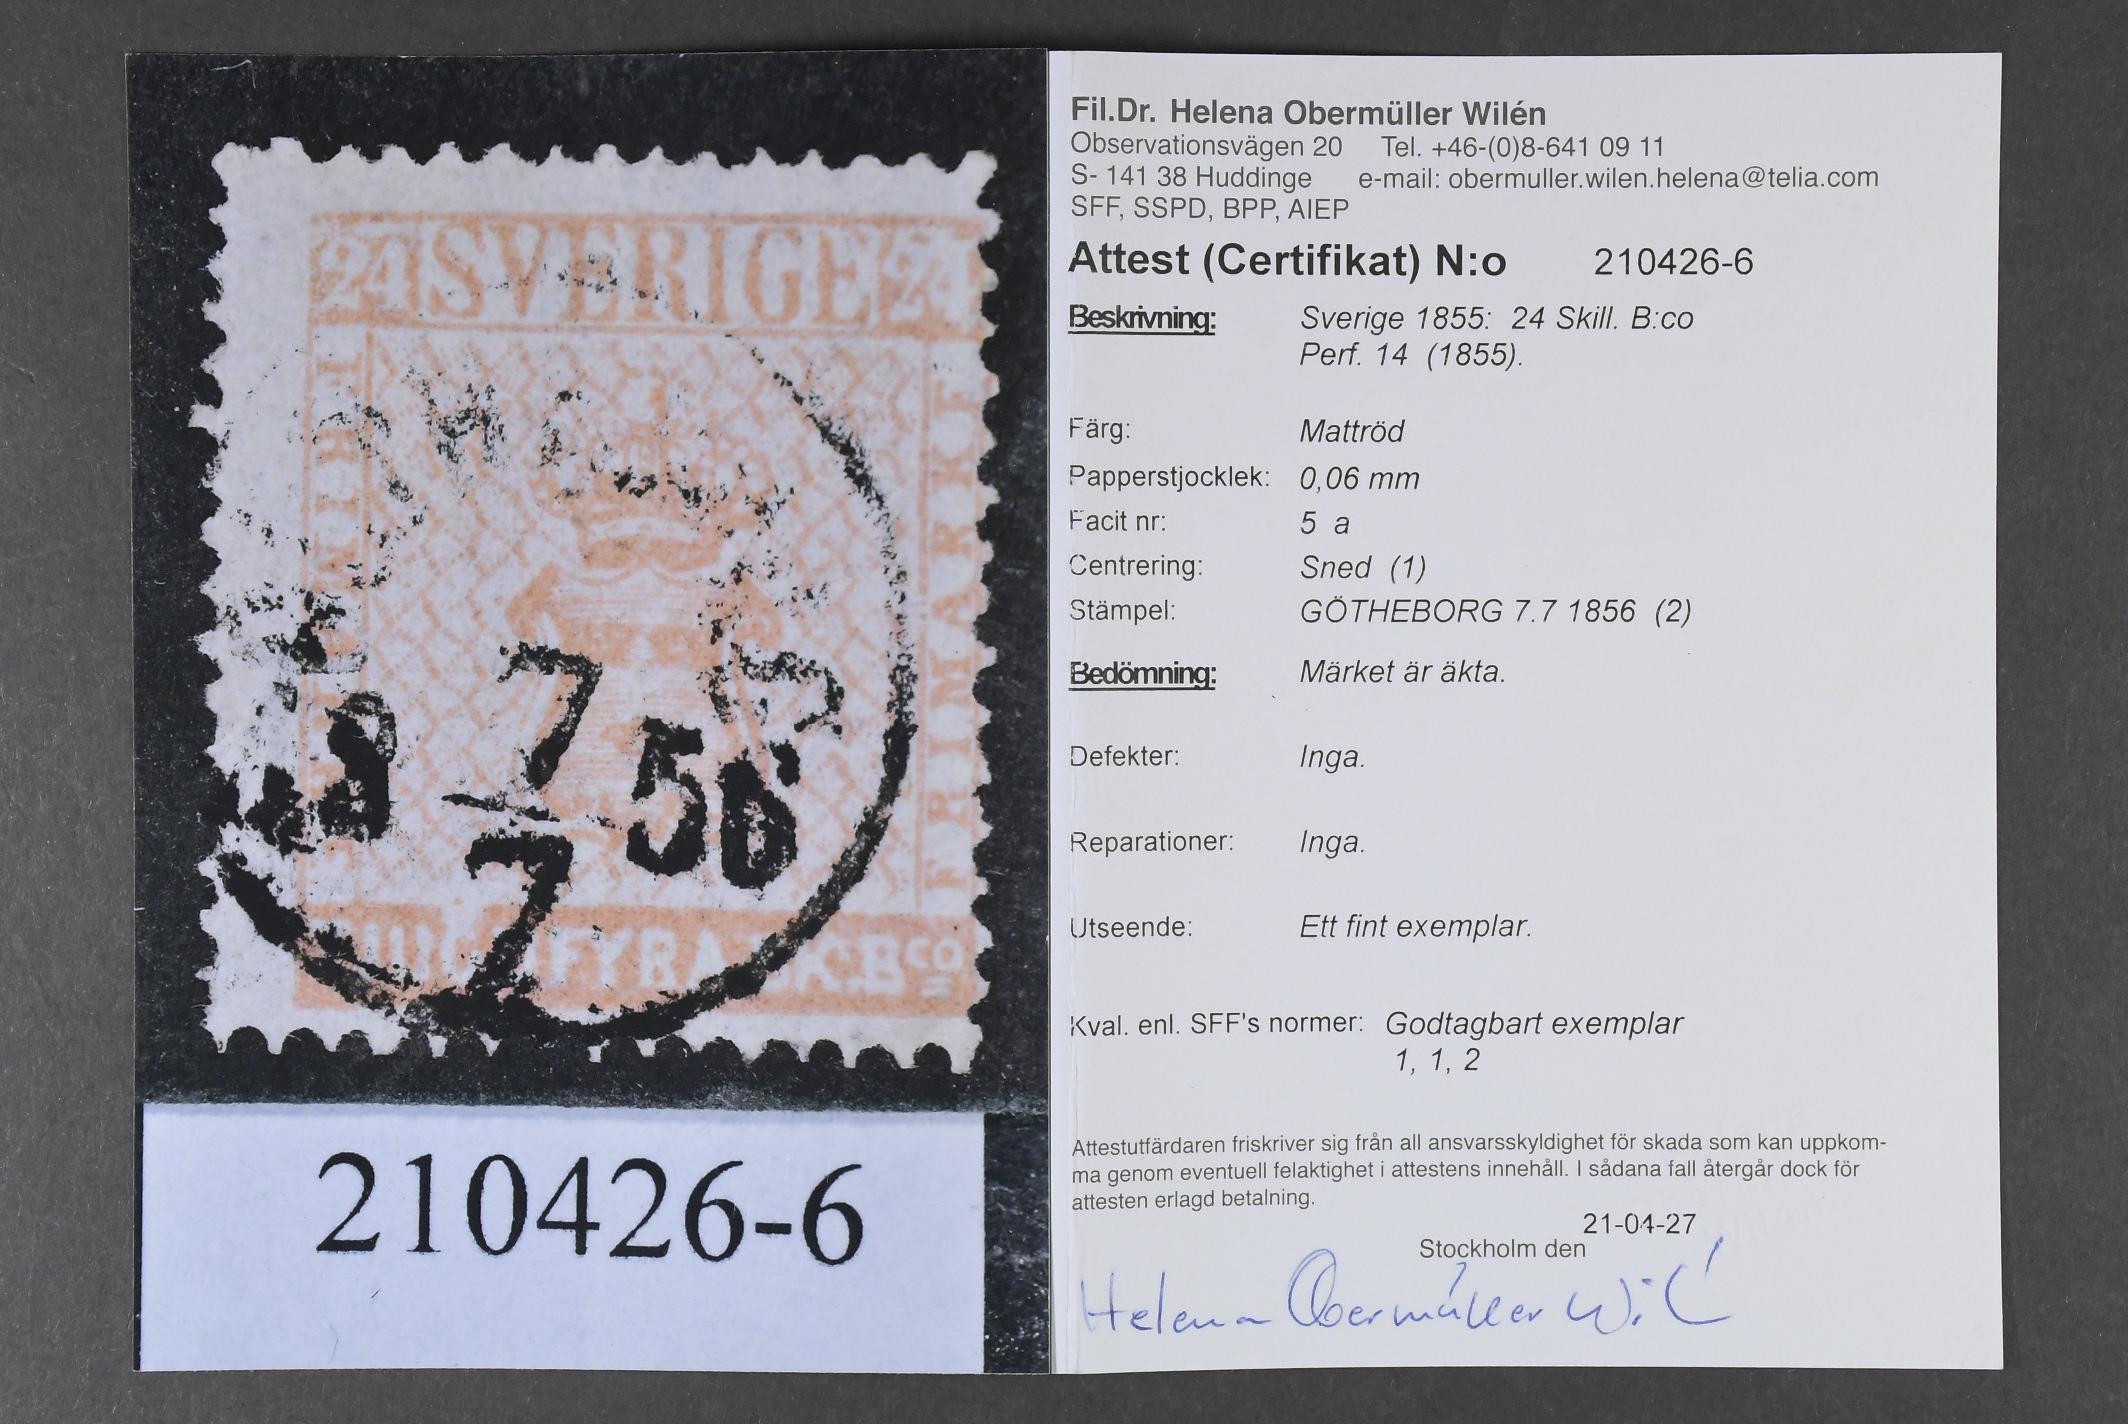 24 SVERIGE 24
FRIMARKE
8 7 56
7
FYRA SK. Bco
210426-6
Fil.Dr. Helena Obermüller Wilén
Observationsvägen 20 Tel. +46-(0)8-641 09 11
S- 141 38 Huddinge e-mail: obermuller.wilen.helena@telia.com
SFF, SSPD, BPP, AIEP
Attest (Certifikat) N:o 210426-6
Beskrivning: Sverige 1855: 24 Skill. B:co
Perf. 14 (1855).
Färg: Mattröd
Papperstjocklek: 0,06 mm
Facit nr: 5 a
Centrering: Sned (1)
Stämpel: GÖTHEBORG 7.7 1856 (2)
Bedömning: Märket är äkta.
Defekter: Inga.
Reparationer: Inga.
Utseende: Ett fint exemplar.
Kval. enl. SFF's normer: Godtagbart exemplar
1, 1, 2
Attestutfärdaren friskriver sig från all ansvarsskyldighet för skada som kan uppkom-
ma genom eventuell felaktighet i attestens innehåll. I sådana fall återgår dock för
attesten erlagd betalning.
21-04-27
Stockholm den
Helena Obermüller Wilé